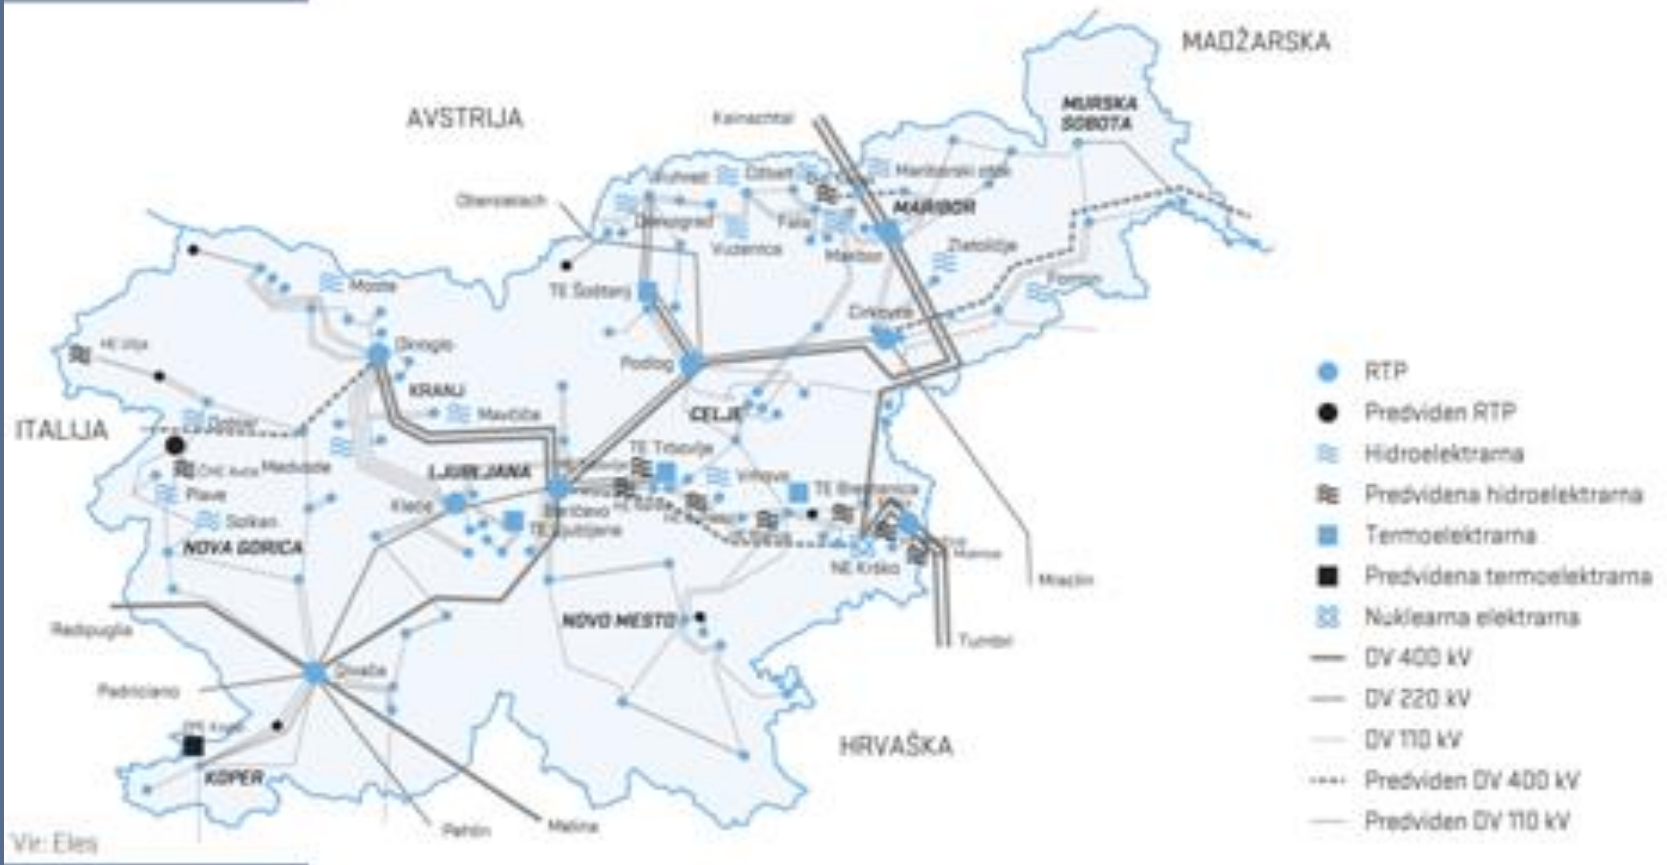 MADŽARSKA
AVSTRIJA
Kainachtal
MURSKA
SOBOTA
Obersielach
Ožbalt
Mariborski otok
MARIBOR
Fala
Vuzenica
Zlatoličje
Formin
Moste
TE Šoštanj
Cirkovce
Okroglo
Podlog
KRANJ
CELJE
Mavčiče
ITALIJA
Medvode
LJUBLJANA
TE Trbovlje
Vrhovo
Plave
Kleče
TE Brestanica
Solkan
Beričevo
TE Ljubljana
NOVA GORICA
NE Krško
Mraclin
Redipuglia
NOVO MESTO
Tumbri
Divača
Padriciano
KOPER
HRVAŠKA
Pehlin
Melina
Vir: Eles
RTP
Predviden RTP
Hidroelektrarna
Predvidena hidroelektrarna
Termoelektrarna
Predvidena termoelektrarna
Nuklearna elektrarna
DV 400 kV
DV 220 kV
DV 110 kV
Predviden DV 400 kV
Predviden DV 110 kV